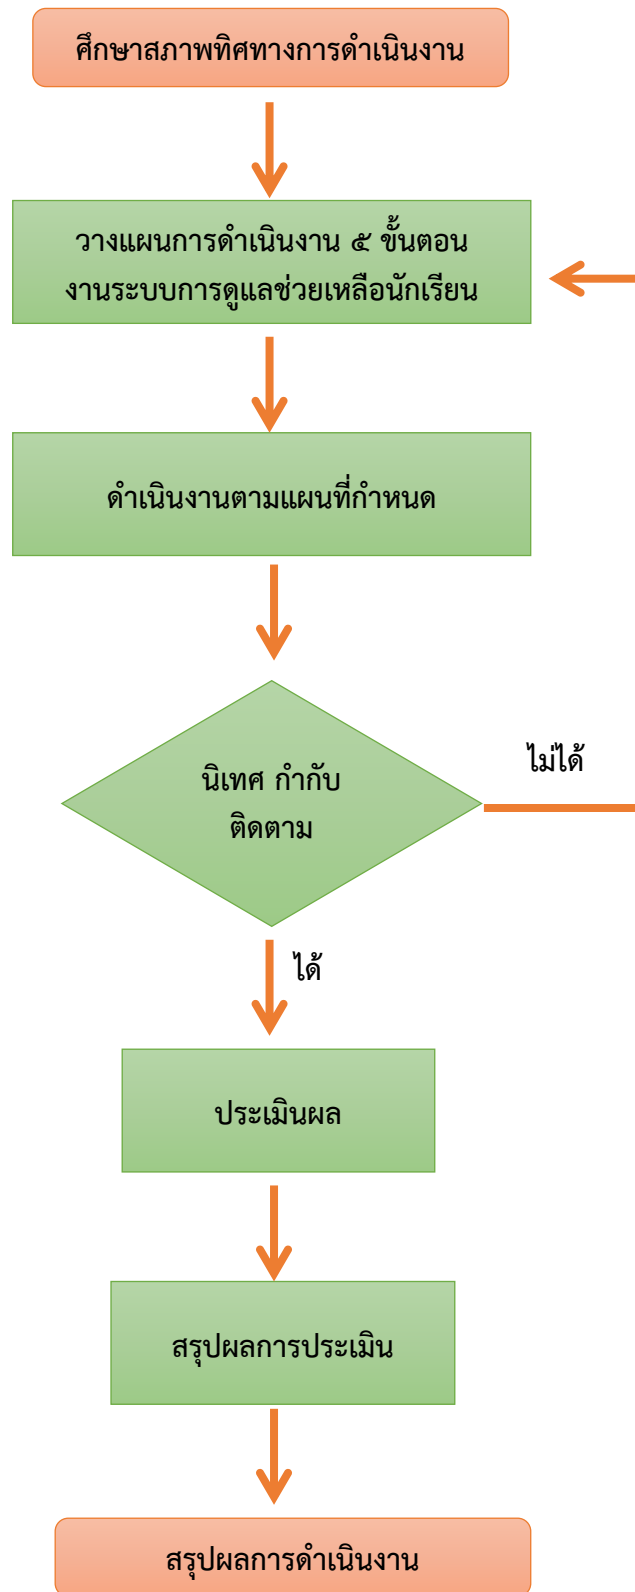 ศึกษาสภาพทิศทางการดำเนินงาน
วางแผนการดำเนินงาน ๕ ขั้นตอน
งานระบบการดูแลช่วยเหลือนักเรียน
ดำเนินงานตามแผนที่กำหนด
นิเทศ กำกับ
ติดตาม
ไม่ได้
ได้
ประเมินผล
สรุปผลการประเมิน
สรุปผลการดำเนินงาน